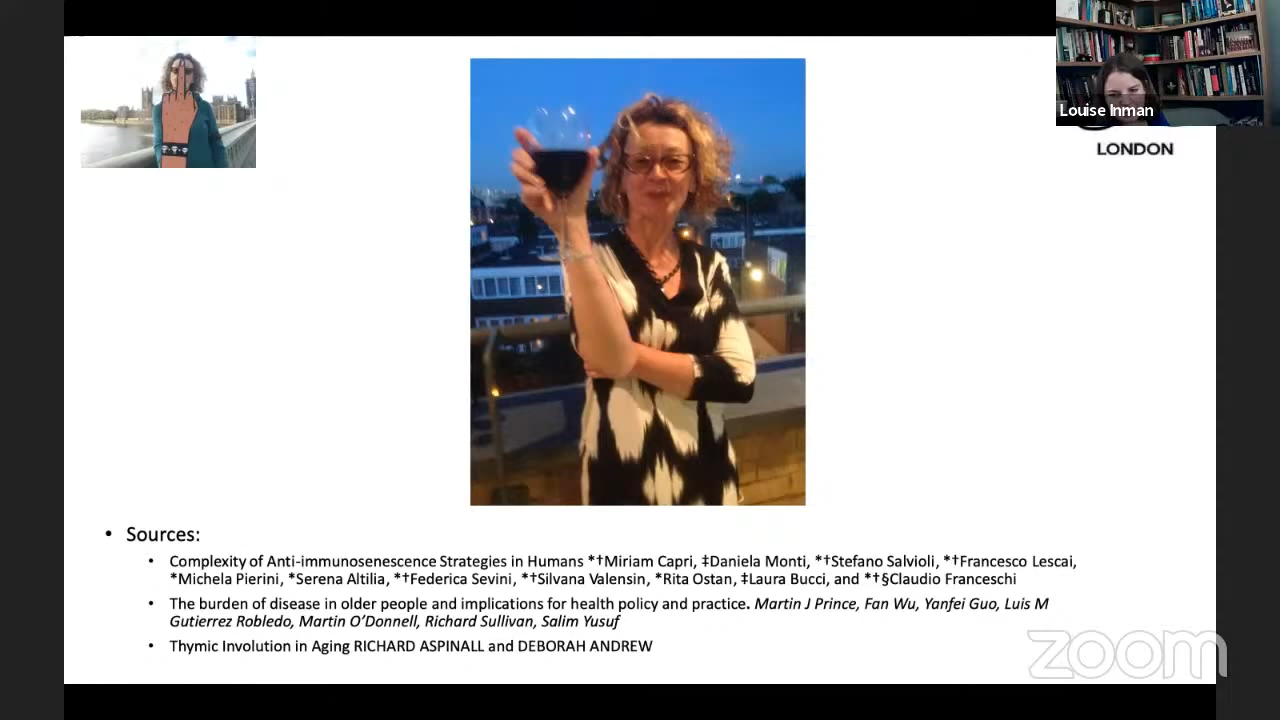 Louise Inman
LONDON
• Sources:
• Complexity of Anti-immunosenescence Strategies in Humans *†Miriam Capri, ‡Daniela Monti, *†Stefano Salvioli, *†Francesco Lescai,
*Michela Pierini, *Serena Altilia, *†Federica Sevini, *†Silvana Valensin, *Rita Ostan, ‡Laura Bucci, and *†§Claudio Franceschi
• The burden of disease in older people and implications for health policy and practice. Martin J Prince, Fan Wu, Yanfei Guo, Luis M
Gutierrez Robledo, Martin O’Donnell, Richard Sullivan, Salim Yusuf
• Thymic Involution in Aging RICHARD ASPINALL and DEBORAH ANDREW
zoom